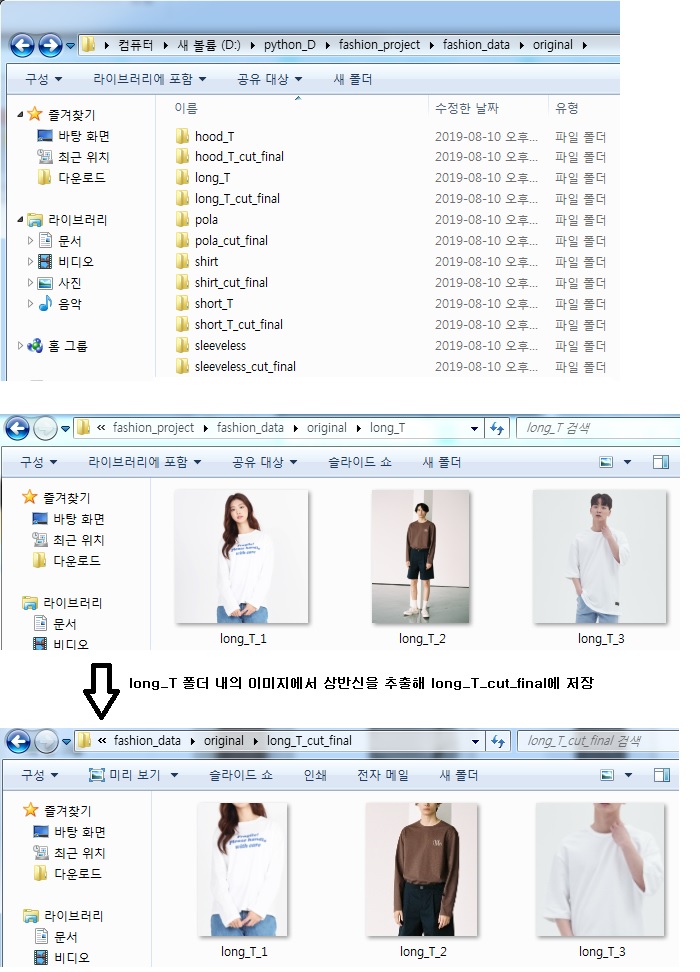 컴퓨터 ▸ 새 볼륨 (D:) ▸ python_D ▸ fashion_project ▸ fashion_data ▸ original ▸
구성 ▼ 라이브러리에 포함 ▼ 공유 대상 ▼ 새 폴더
이름 수정한 날짜 유형
즐겨찾기
바탕 화면
최근 위치
다운로드
라이브러리
문서
비디오
사진
음악
홈 그룹
hood_T 2019-08-10 오후... 파일 폴더
hood_T_cut_final 2019-08-10 오후... 파일 폴더
long_T 2019-08-10 오후... 파일 폴더
long_T_cut_final 2019-08-10 오후... 파일 폴더
pola 2019-08-10 오후... 파일 폴더
pola_cut_final 2019-08-10 오후... 파일 폴더
shirt 2019-08-10 오후... 파일 폴더
shirt_cut_final 2019-08-10 오후... 파일 폴더
short_T 2019-08-10 오후... 파일 폴더
short_T_cut_final 2019-08-10 오후... 파일 폴더
sleeveless 2019-08-10 오후... 파일 폴더
sleeveless_cut_final 2019-08-10 오후... 파일 폴더
« fashion_project ▸ fashion_data ▸ original ▸ long_T long_T 검색
구성 ▼ 라이브러리에 포함 ▼ 공유 대상 ▼ 슬라이드 쇼 새 폴더
즐겨찾기
바탕 화면
최근 위치
다운로드
라이브러리
문서
비디오
please handle
with care
long_T_1 long_T_2 long_T_3
long_T 폴더 내의 이미지에서 상반신을 추출해 long_T_cut_final에 저장
« fashion_data ▸ original ▸ long_T_cut_final long_T_cut_final 검색
구성 ▼ 미리 보기 ▼ 슬라이드 쇼 인쇄 전자 메일 새 폴더
즐겨찾기
바탕 화면
최근 위치
다운로드
라이브러리
문서
비디오
Fragile!
Please handle
with care
long_T_1 long_T_2 long_T_3